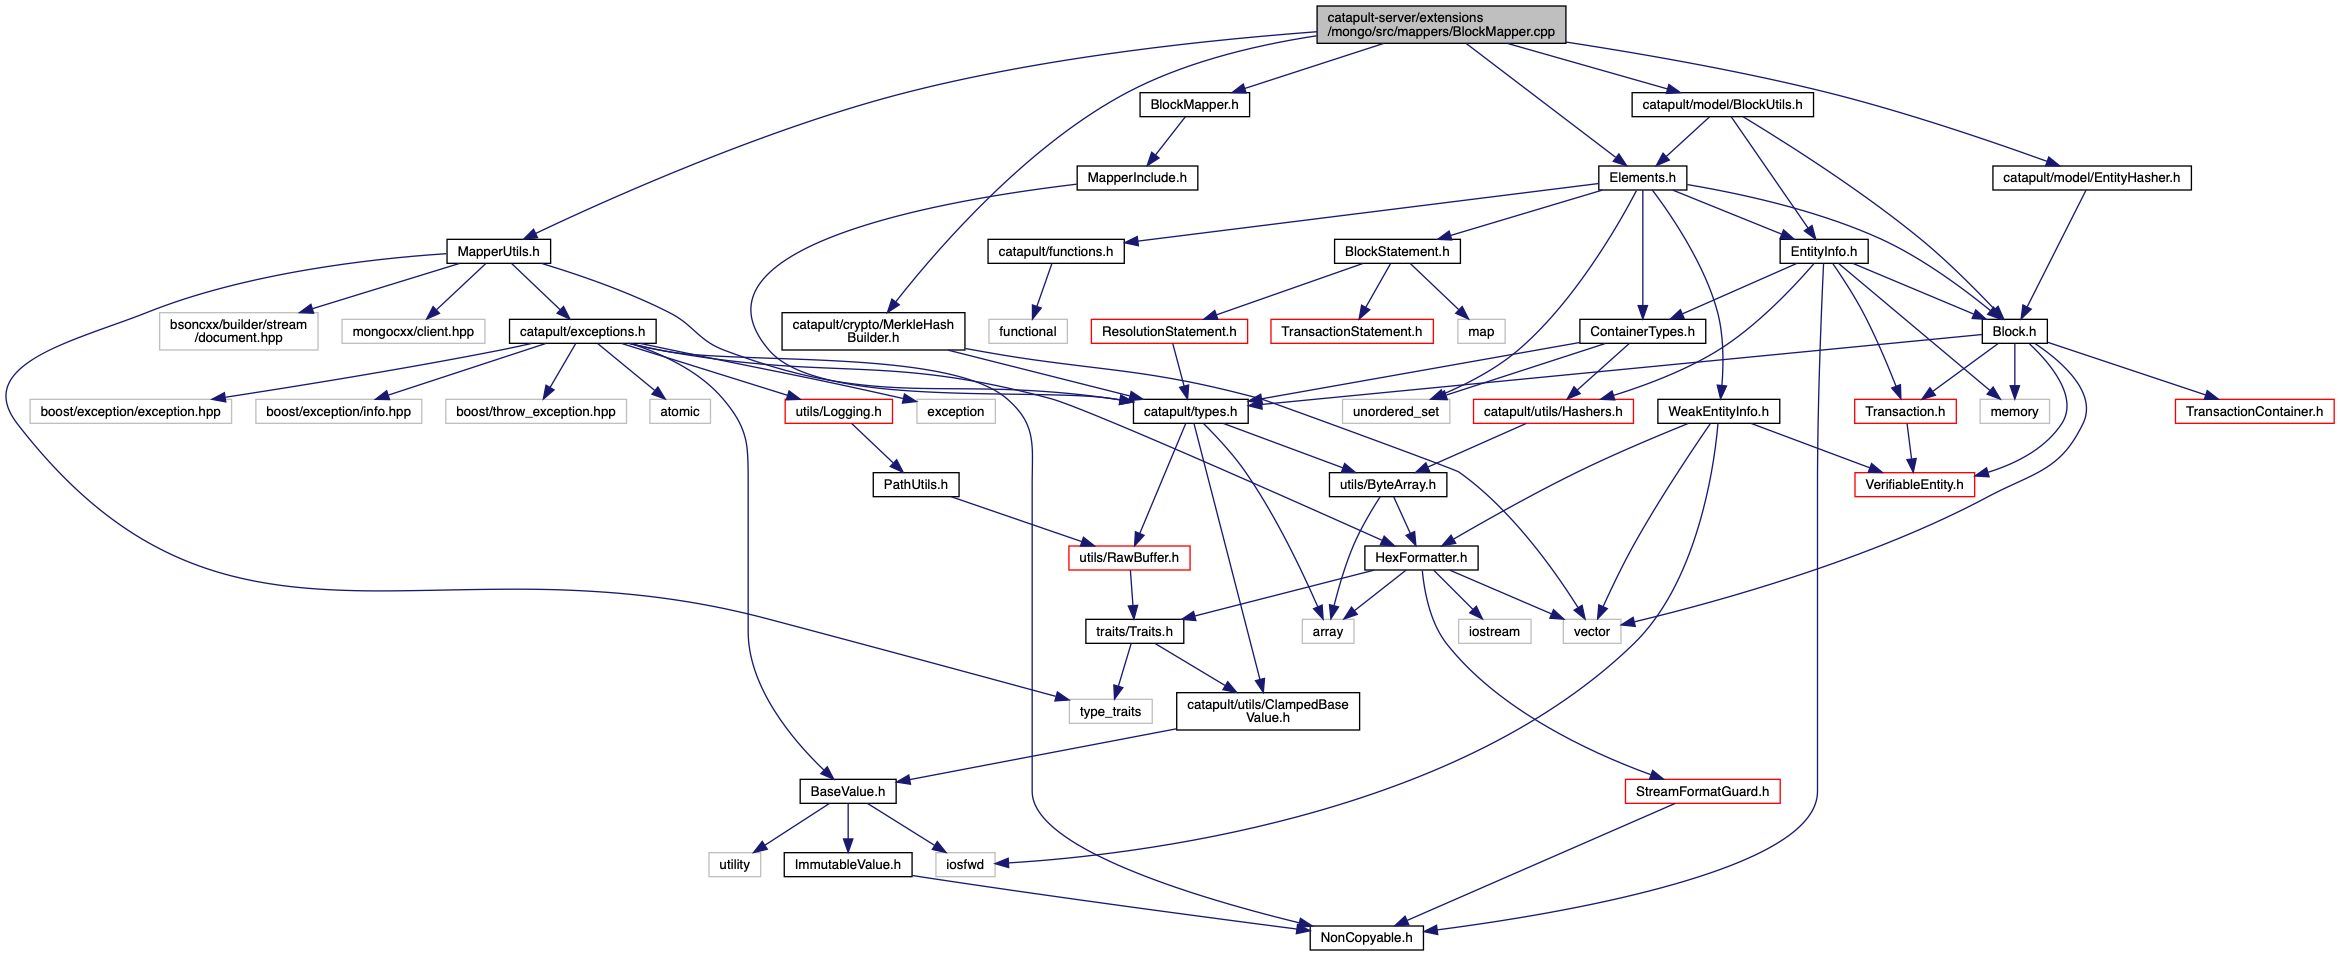 catapult-server/extensions
/mongo/src/mappers/BlockMapper.cpp
BlockMapper.h
catapult/model/BlockUtils.h
MapperInclude.h
Elements.h
catapult/model/EntityHasher.h
MapperUtils.h
catapult/functions.h
BlockStatement.h
EntityInfo.h
bsoncxx/builder/stream
/document.hpp
mongocxx/client.hpp
catapult/exceptions.h
catapult/crypto/MerkleHash
Builder.h
functional
ResolutionStatement.h
TransactionStatement.h
map
ContainerTypes.h
Block.h
boost/exception/exception.hpp
boost/exception/info.hpp
boost/throw_exception.hpp
atomic
utils/Logging.h
exception
catapult/types.h
unordered_set
catapult/utils/Hashers.h
WeakEntityInfo.h
Transaction.h
memory
TransactionContainer.h
PathUtils.h
utils/ByteArray.h
VerifiableEntity.h
utils/RawBuffer.h
HexFormatter.h
traits/Traits.h
array
iostream
vector
type_traits
catapult/utils/ClampedBase
Value.h
BaseValue.h
StreamFormatGuard.h
utility
ImmutableValue.h
iosfwd
NonCopyable.h